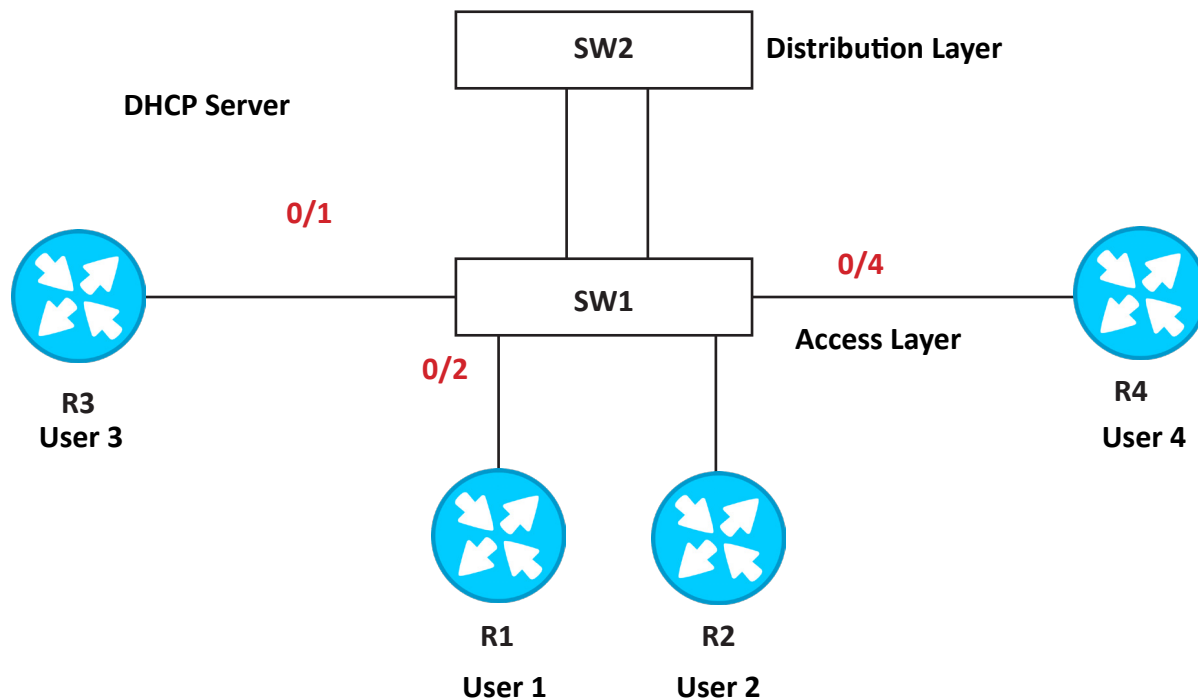 SW2
Distribution Layer
DHCP Server
0/1
0/4
SW1
Access Layer
0/2
R3
User 3
R4
User 4
R1
User 1
R2
User 2